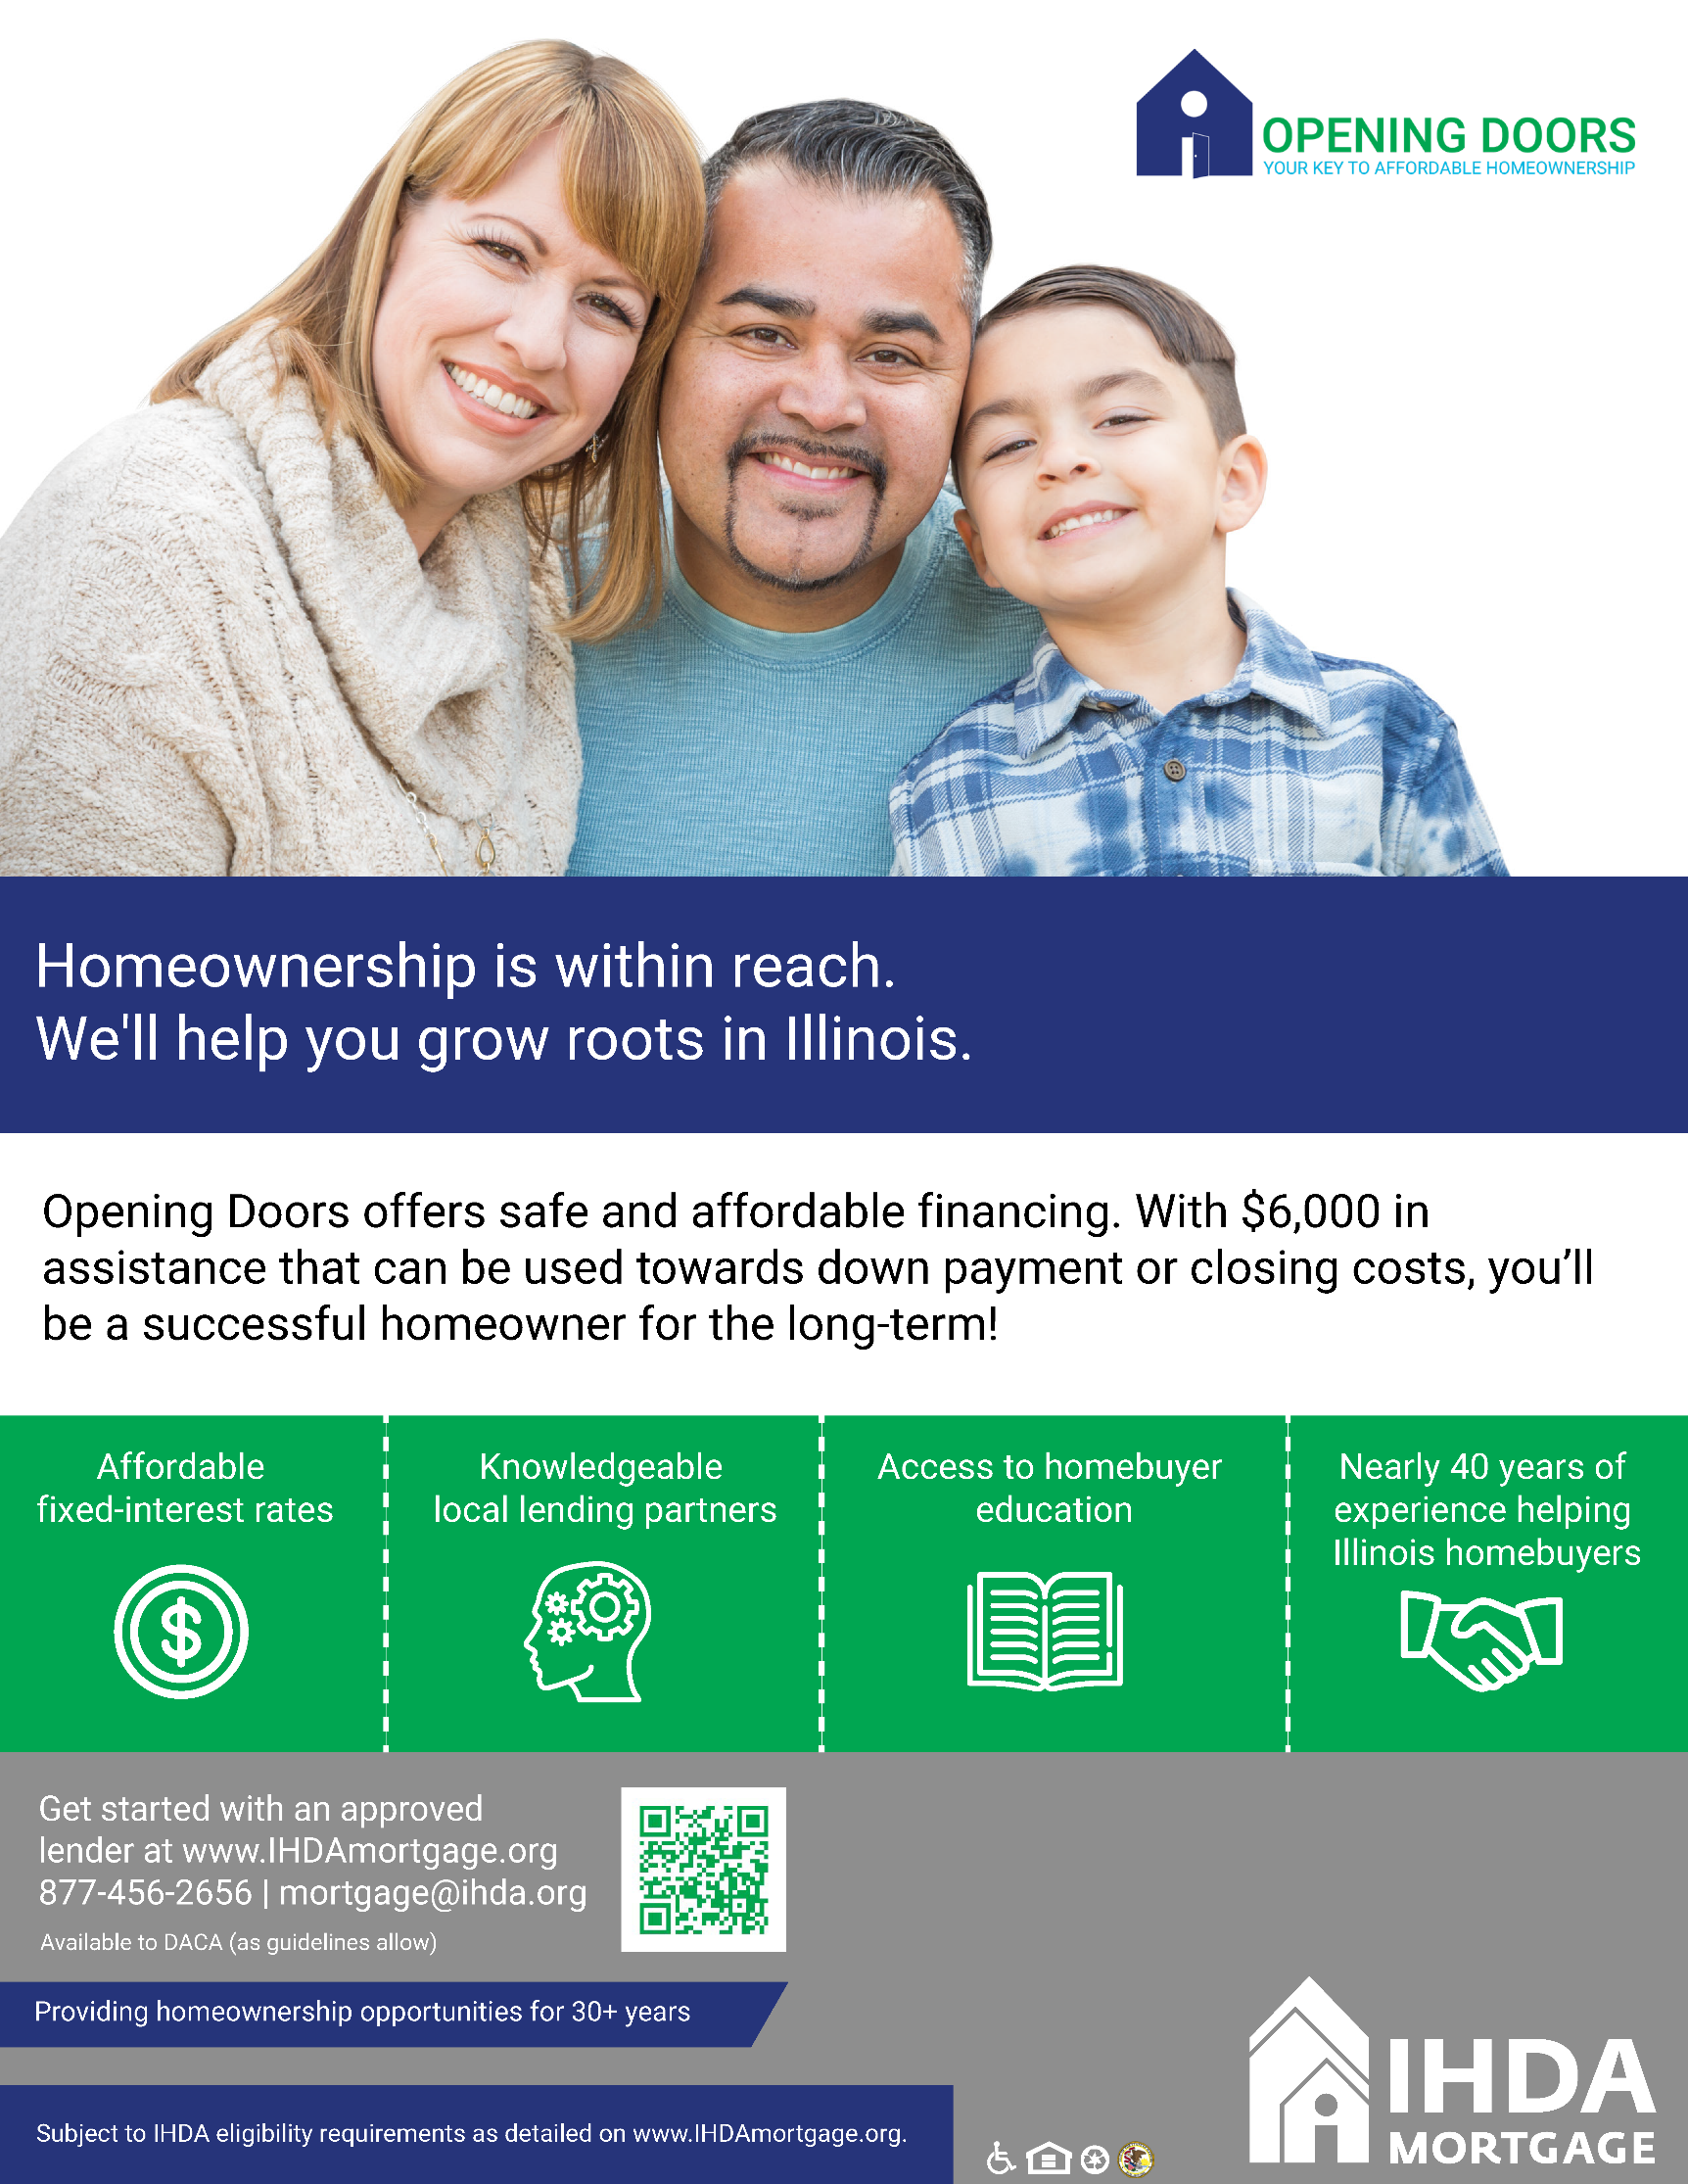 OPENING DOORS
YOUR KEY TO AFFORDABLE HOMEOWNERSHIP
Homeownership is within reach.
We'll help you grow roots in Illinois.
Opening Doors offers safe and affordable financing. With $6,000 in
assistance that can be used towards down payment or closing costs, you’ll
be a successful homeowner for the long-term!
Affordable
fixed-interest rates
Knowledgeable
local lending partners
Access to homebuyer
education
Nearly 40 years of
experience helping
Illinois homebuyers
Get started with an approved
lender at www.IHDAmortgage.org
877-456-2656 | mortgage@ihda.org
Available to DACA (as guidelines allow)
Providing homeownership opportunities for 30+ years
Subject to IHDA eligibility requirements as detailed on www.IHDAmortgage.org.
IHDA
MORTGAGE